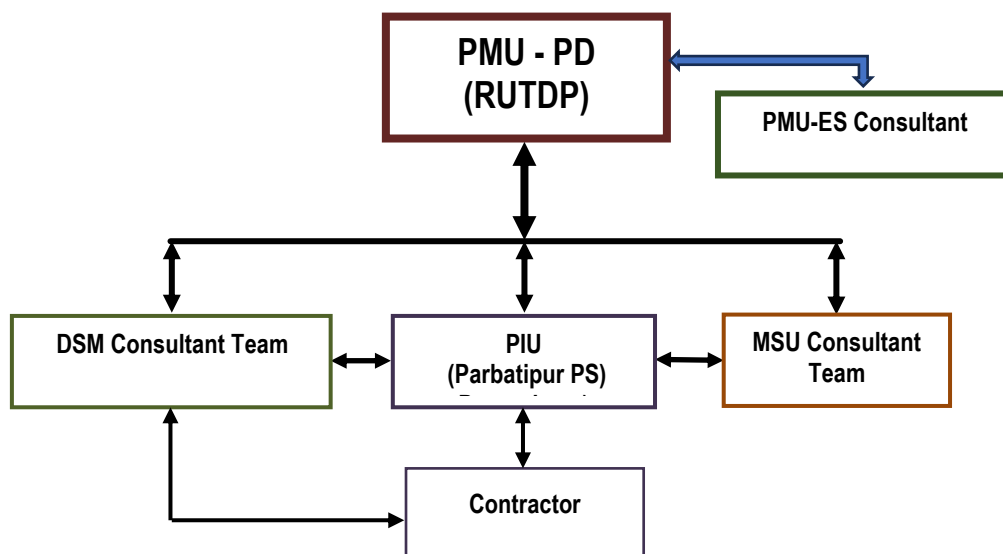 PMU - PD
(RUTDP)
PMU-ES Consultant
DSM Consultant Team
PIU
(Parbatipur PS)
MSU Consultant
Team
Contractor